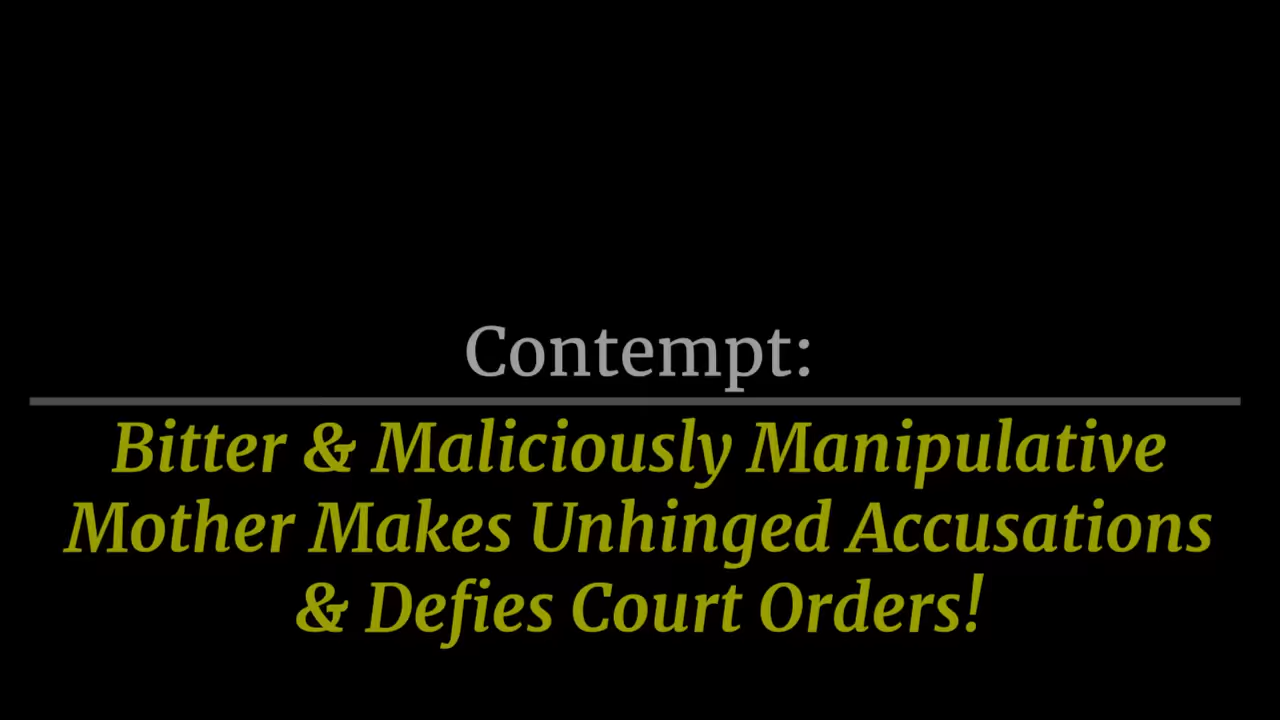 Contempt:
Bitter & Maliciously Manipulative
Mother Makes Unhinged Accusations
& Defies Court Orders!